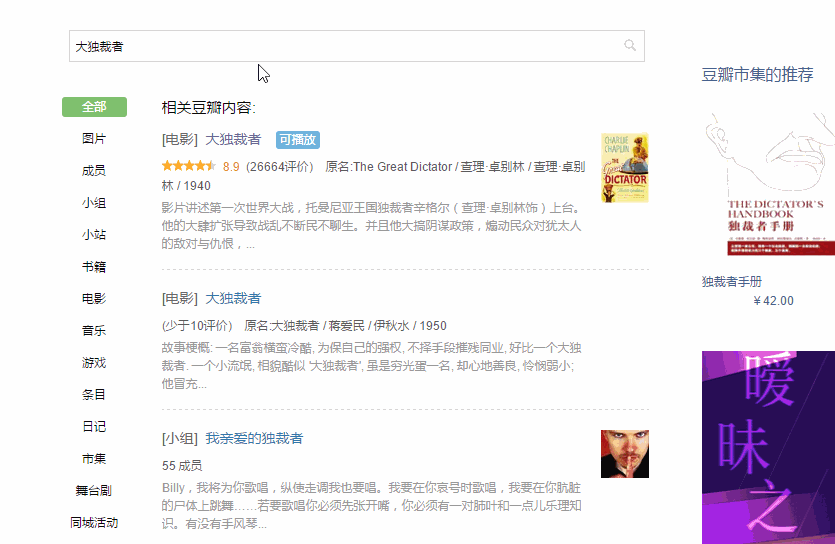 大独裁者
全部
图片
成员
小组
小站
书籍
电影
音乐
游戏
条目
日记
市集
舞台剧
同城活动
相关豆瓣内容:
[电影] 大独裁者 可播放
8.9 (26664评价) 原名:The Great Dictator / 查理·卓别林 / 查理·卓别
林 / 1940
影片讲述第一次世界大战，托曼尼亚王国独裁者辛格尔（查理·卓别林饰）上台。
他的大肆扩张导致战乱不断民不聊生。并且他大搞阴谋政策，煽动民众对犹太人
的敌对与仇恨，...
CHARLIE
CHAPLIN
THE
GREAT
DICTATOR
[电影] 大独裁者
(少于10评价) 原名:大独裁者 / 蒋爱民 / 伊秋水 / 1950
故事梗概: 一名富翁横蛮冷酷, 为保自己的强权, 不择手段摧残同业, 好比一个大独
裁者. 一个小流氓, 相貌酷似 '大独裁者', 虽是穷光蛋一名, 却心地善良, 怜悯弱小;
他冒充...
[小组] 我亲爱的独裁者
55 成员
Billy，我将为你歌唱，纵使走调我也要唱。我要在你哀号时歌唱，我要在你肮脏
的尸体上跳舞……若要歌唱你必须先张开嘴，你必须有一对肺叶和一点儿乐理知
识。有没有手风琴...
豆瓣市集的推荐
THE DICTATOR'S
HANDBOOK
独裁者手册
独裁者手册
¥ 42.00
暧
昧
之